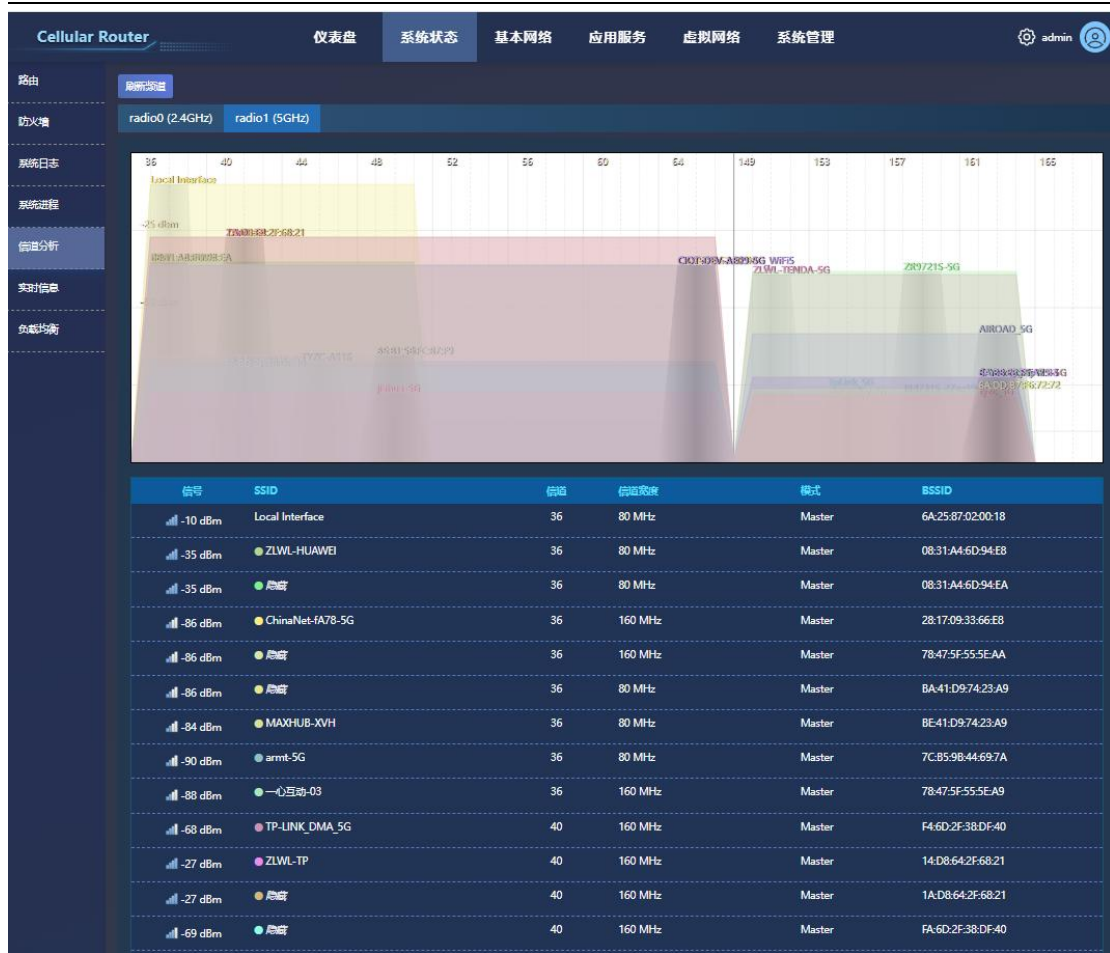 Cellular Router 仪表盘 系统状态 基本网络 应用服务 虚拟网络 系统管理 admin
路由
防火墙
系统日志
系统进程
信道分析
实时信息
负载均衡
刷新频道
radio0 (2.4GHz) radio1 (5GHz)
36 40 44 48 52 56 60 64 149 153 157 161 165
Local Interface
-25 dbm
ZLWL-TENDA-5G
ZR9721S-5G
AIROAD_5G
信号 SSID 信道 信道宽度 模式 BSSID
-10 dBm Local Interface 36 80 MHz Master 6A:25:87:02:00:18
-35 dBm ZLWL-HUAWEI 36 80 MHz Master 08:31:A4:6D:94:E8
-35 dBm 隐藏 36 80 MHz Master 08:31:A4:6D:94:EA
-86 dBm ChinaNet-fA78-5G 36 160 MHz Master 28:17:09:33:66:E8
-86 dBm 隐藏 36 160 MHz Master 78:47:5F:55:5E:AA
-86 dBm 隐藏 36 80 MHz Master BA:41:D9:74:23:A9
-84 dBm MAXHUB-XVH 36 80 MHz Master BE:41:D9:74:23:A9
-90 dBm armt-5G 36 80 MHz Master 7C:B5:9B:44:69:7A
-88 dBm 一心互动-03 36 160 MHz Master 78:47:5F:55:5E:A9
-68 dBm TP-LINK_DMA_5G 40 160 MHz Master F4:6D:2F:38:DF:40
-27 dBm ZLWL-TP 40 160 MHz Master 14:D8:64:2F:68:21
-27 dBm 隐藏 40 160 MHz Master 1A:D8:64:2F:68:21
-69 dBm 隐藏 40 160 MHz Master FA:6D:2F:38:DF:40